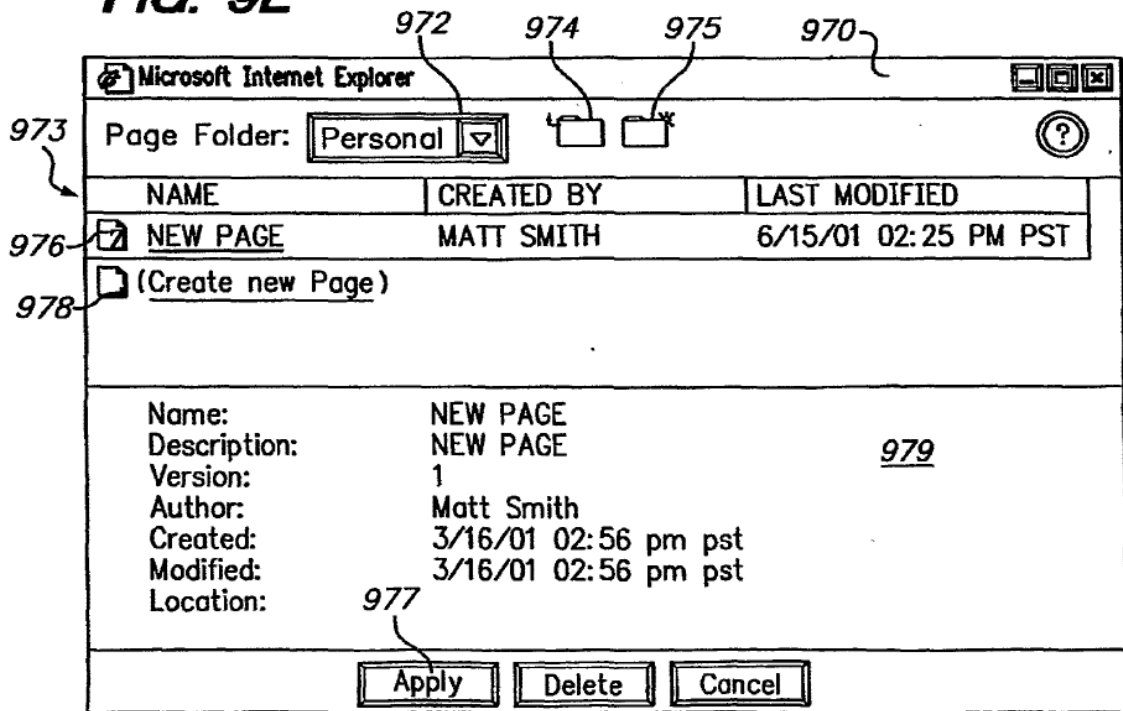 FIG. 9E
972 974 975 970
Microsoft Internet Explorer
973 Page Folder: Personal ?
NAME CREATED BY LAST MODIFIED
976 NEW PAGE MATT SMITH 6/15/01 02:25 PM PST
978 (Create new Page)
Name: NEW PAGE
Description: NEW PAGE 979
Version: 1
Author: Matt Smith
Created: 3/16/01 02:56 pm pst
Modified: 3/16/01 02:56 pm pst
Location:
977
Apply Delete Cancel